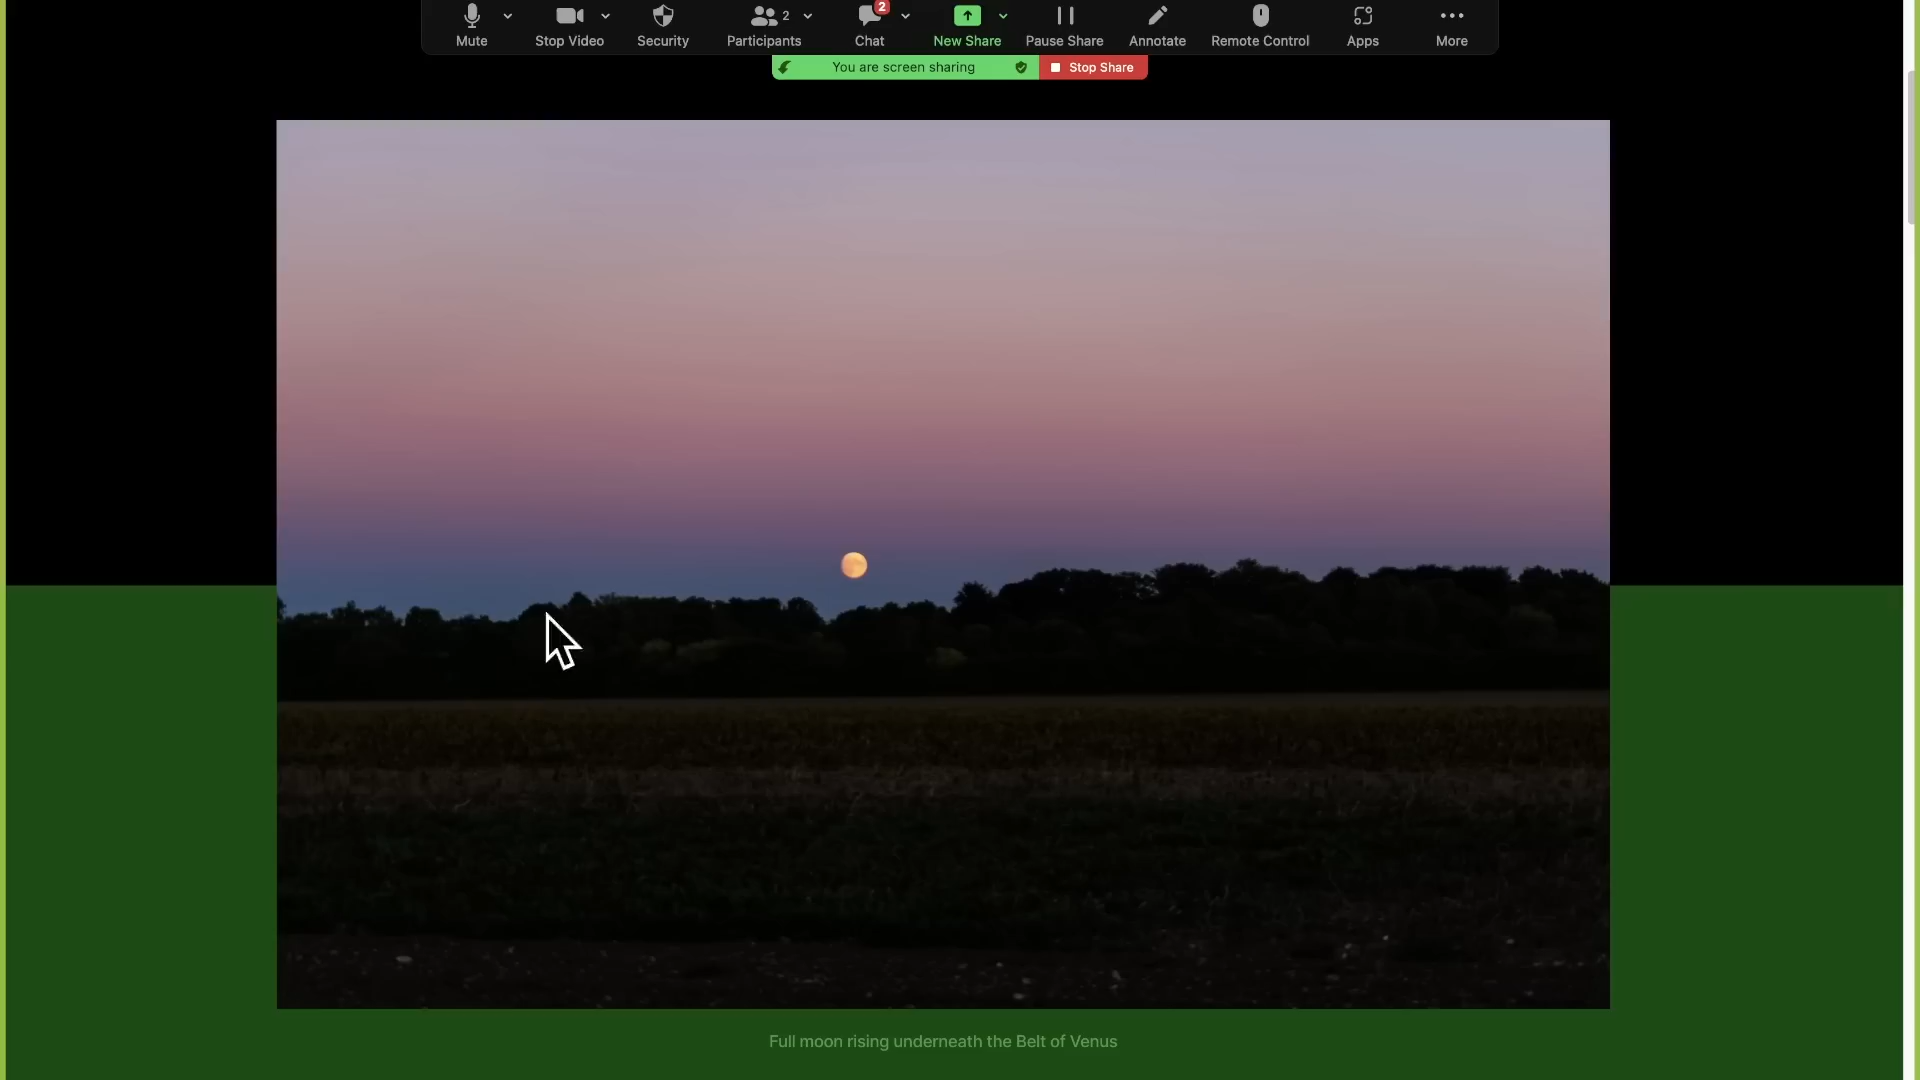 Mute
Stop Video
Security
2
Participants
2
Chat
New Share
Pause Share
Annotate
Remote Control
Apps
More
You are screen sharing
Stop Share
Full moon rising underneath the Belt of Venus